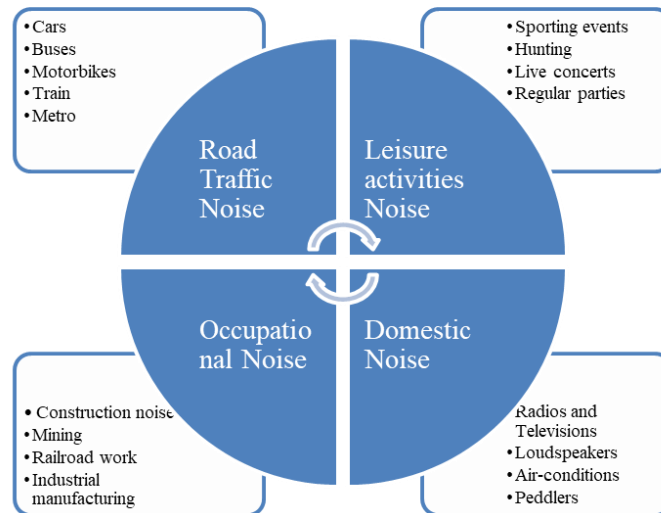 • Cars
• Buses
• Motorbikes
• Train
• Metro
• Sporting events
• Hunting
• Live concerts
• Regular parties
Road
Traffic
Noise
Leisure
activities
Noise
Occupatio
nal Noise
Domestic
Noise
• Construction noise
• Mining
• Railroad work
• Industrial
manufacturing
Radios and
Televisions
• Loudspeakers
• Air-conditions
• Peddlers